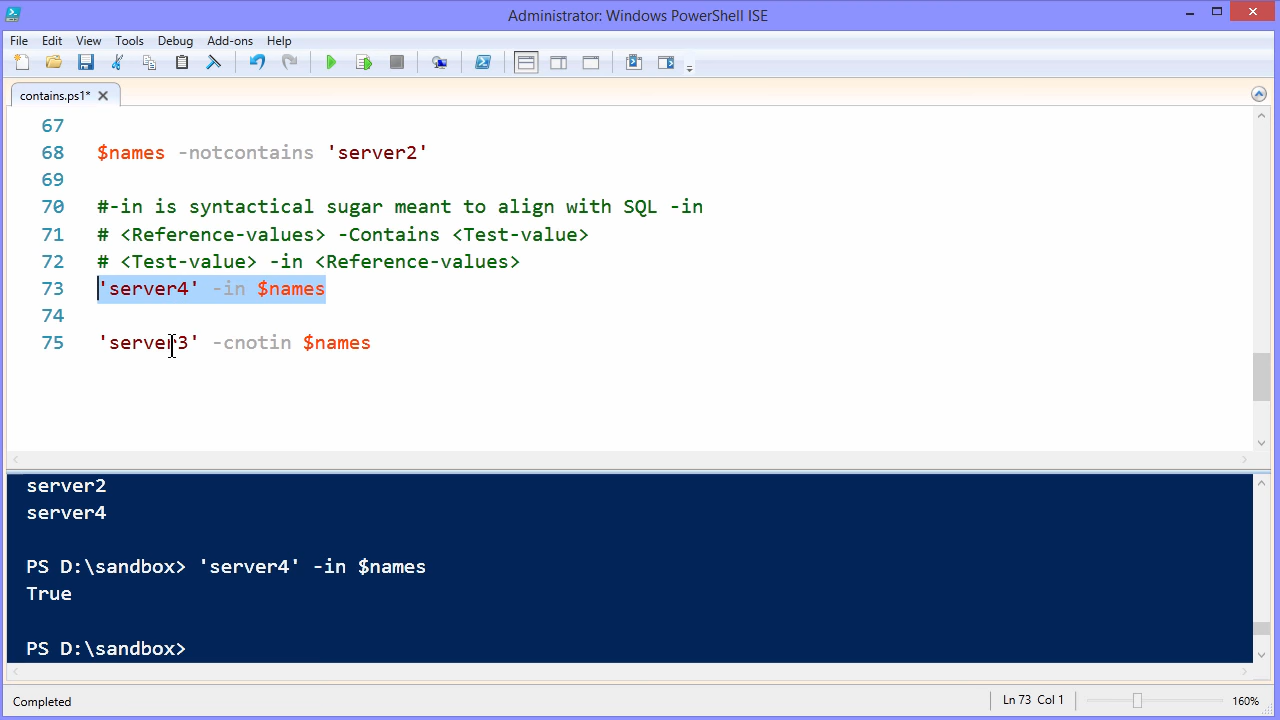 Administrator: Windows PowerShell ISE
File Edit View Tools Debug Add-ons Help
contains.ps1*
67
68 $names -notcontains 'server2'
69
70 #-in is syntactical sugar meant to align with SQL -in
71 # <Reference-values> -Contains <Test-value>
72 # <Test-value> -in <Reference-values>
73 'server4' -in $names
74
75 'server3' -cnotin $names
server2
server4
PS D:\sandbox> 'server4' -in $names
True
PS D:\sandbox>
Completed Ln 73 Col 1 160%